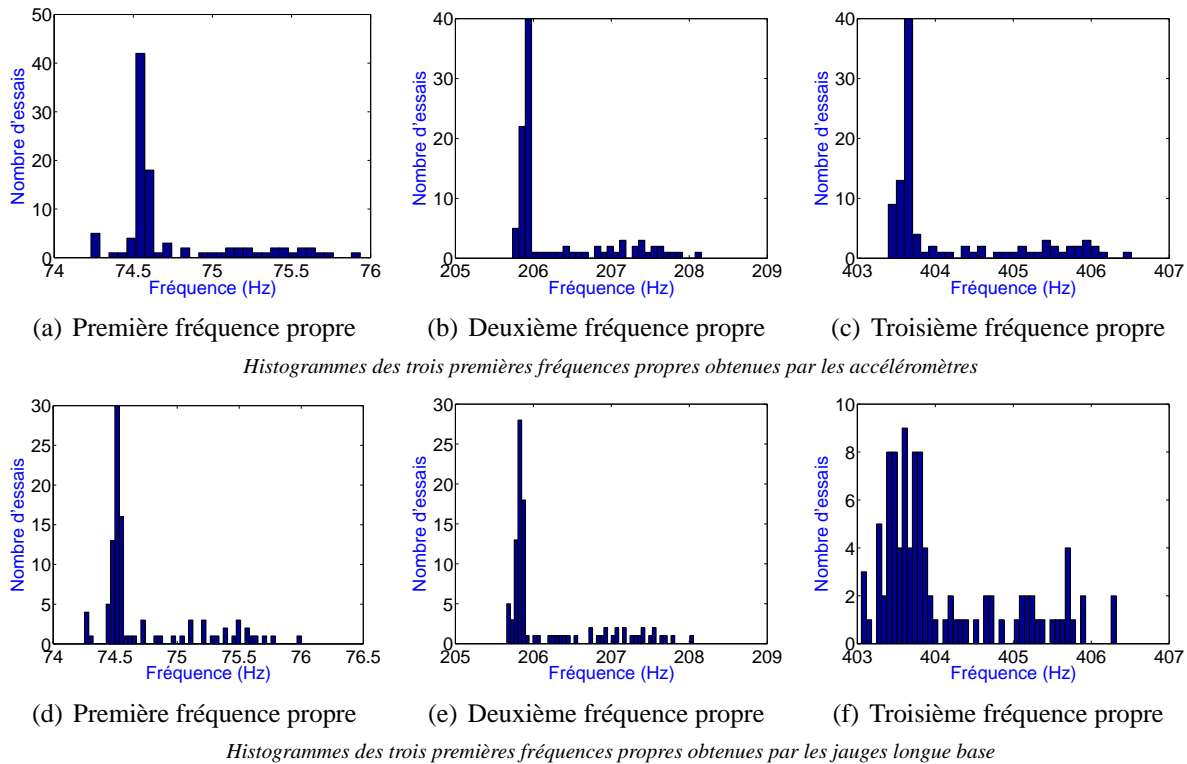 50
40
30
20
10
0
74 74.5 75 75.5 76
Nombre d'essais
Fréquence (Hz)
40
30
20
10
0
205 206 207 208 209
Nombre d'essais
Fréquence (Hz)
40
30
20
10
0
403 404 405 406 407
Nombre d'essais
Fréquence (Hz)
(a) Première fréquence propre
(b) Deuxième fréquence propre
(c) Troisième fréquence propre
Histogrammes des trois premières fréquences propres obtenues par les accéléromètres
30
25
20
15
10
5
0
74 74.5 75 75.5 76 76.5
Nombre d'essais
Fréquence (Hz)
30
25
20
15
10
5
0
205 206 207 208 209
Nombre d'essais
Fréquence (Hz)
10
8
6
4
2
0
403 404 405 406 407
Nombre d'essais
Fréquence (Hz)
(d) Première fréquence propre
(e) Deuxième fréquence propre
(f) Troisième fréquence propre
Histogrammes des trois premières fréquences propres obtenues par les jauges longue base